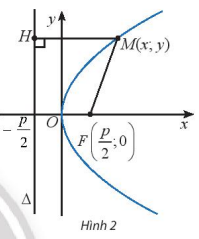 y
H
M(x; y)
-p/2
O
F(p/2;0)
x
Δ
Hình 2